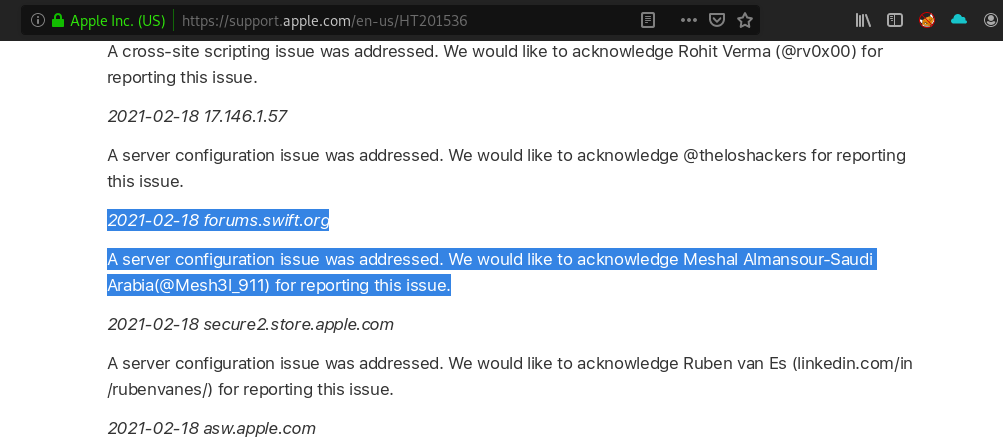 Apple Inc. (US) https://support.apple.com/en-us/HT201536
A cross-site scripting issue was addressed. We would like to acknowledge Rohit Verma (@rv0x00) for
reporting this issue.
2021-02-18 17.146.1.57
A server configuration issue was addressed. We would like to acknowledge @theloshackers for reporting
this issue.
2021-02-18 forums.swift.org
A server configuration issue was addressed. We would like to acknowledge Meshal Almansour-Saudi
Arabia(@Mesh3l_911) for reporting this issue.
2021-02-18 secure2.store.apple.com
A server configuration issue was addressed. We would like to acknowledge Ruben van Es (linkedin.com/in
/rubenvanes/) for reporting this issue.
2021-02-18 asw.apple.com